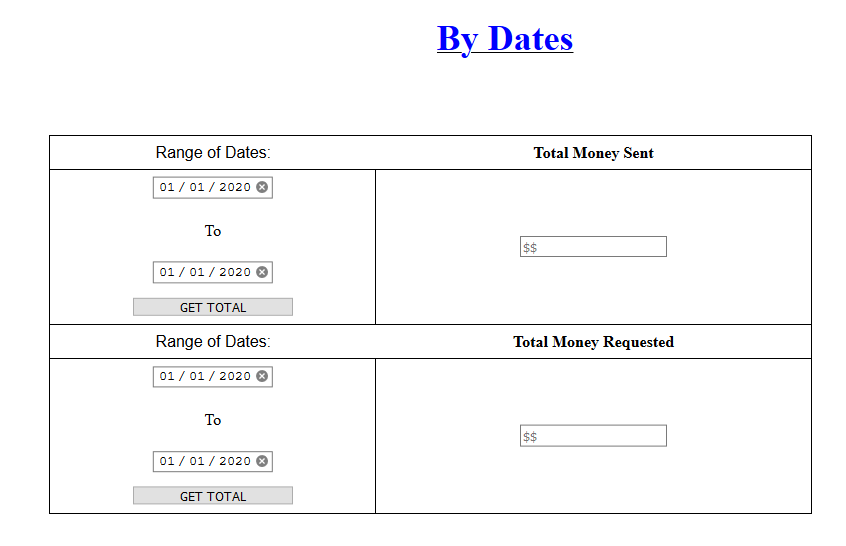 By Dates
Range of Dates: Total Money Sent
01 / 01 / 2020
To
$$
01 / 01 / 2020
GET TOTAL
Range of Dates: Total Money Requested
01 / 01 / 2020
To
$$
01 / 01 / 2020
GET TOTAL